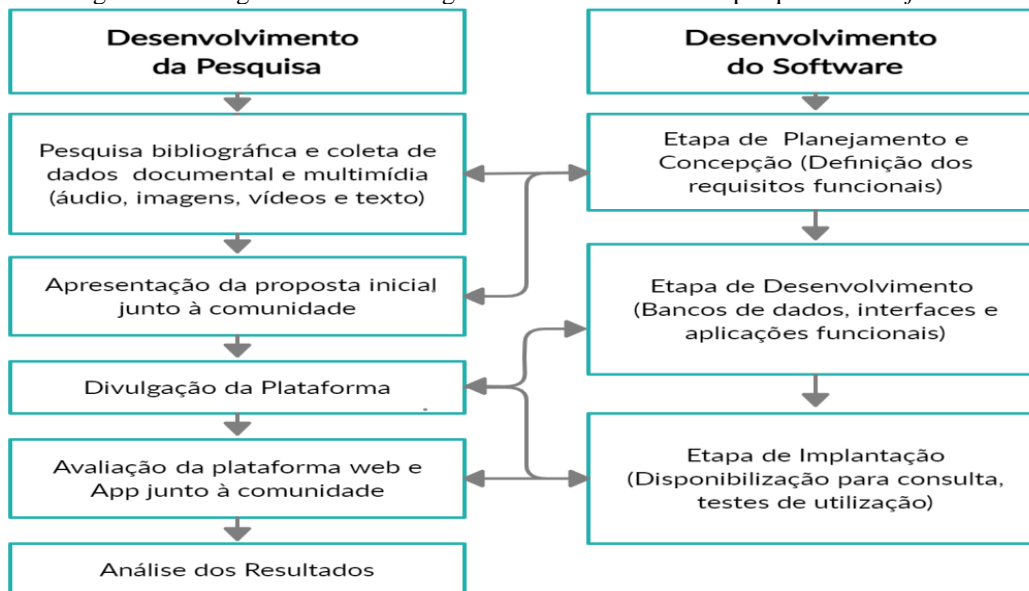 Desenvolvimento
da Pesquisa
Pesquisa bibliográfica e coleta de
dados documental e multimídia
(áudio, imagens, vídeos e texto)
Apresentação da proposta inicial
junto à comunidade
Divulgação da Plataforma
Avaliação da plataforma web e
App junto à comunidade
Análise dos Resultados
Desenvolvimento
do Software
Etapa de Planejamento e
Concepção (Definição dos
requisitos funcionais)
Etapa de Desenvolvimento
(Bancos de dados, interfaces e
aplicações funcionais)
Etapa de Implantação
(Disponibilização para consulta,
testes de utilização)